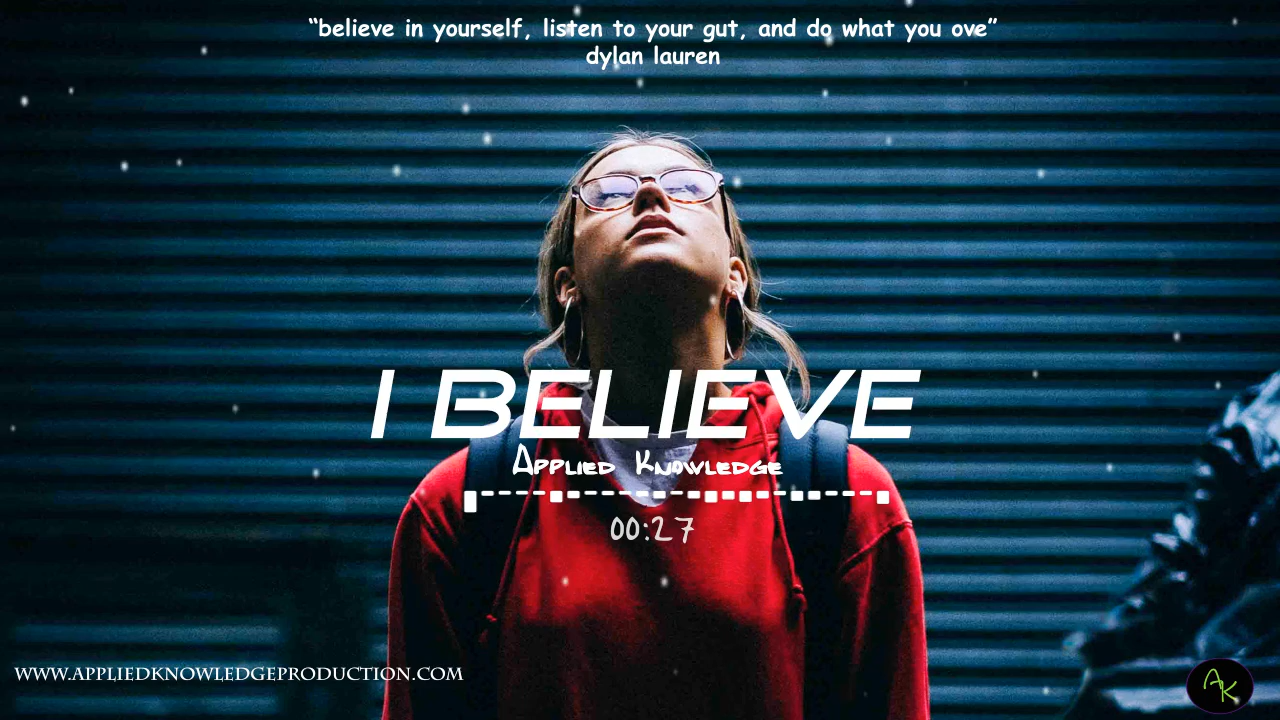 “believe in yourself, listen to your gut, and do what you ove”
dylan lauren
I BELIEVE
Applied Knowledge
00:27
WWW.APPLIEDKNOWLEDGEPRODUCTION.COM
AK